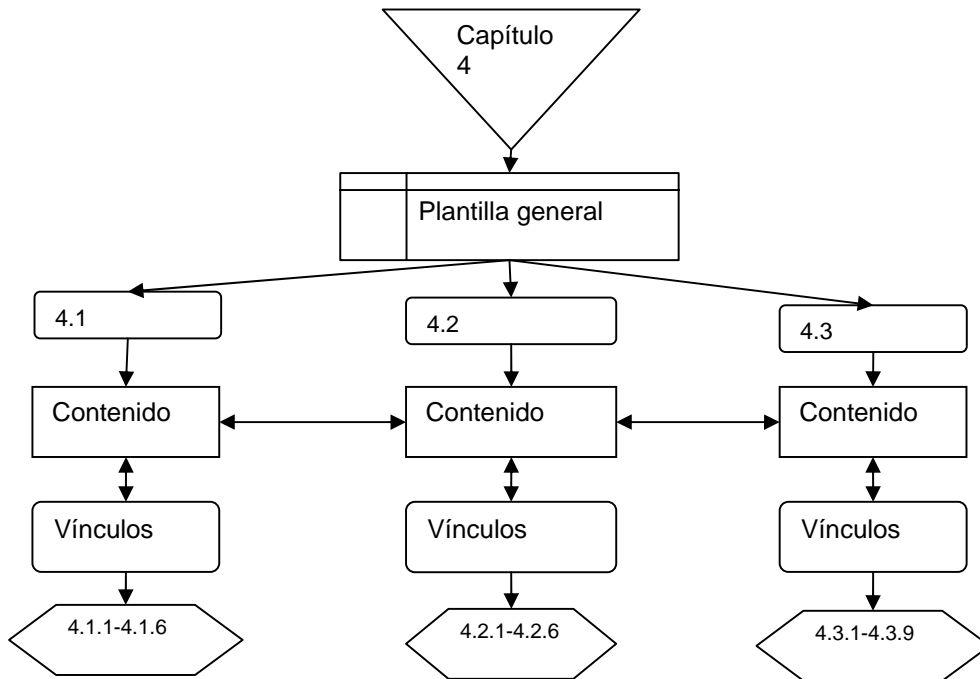 Capítulo
4
Plantilla general
4.1
4.2
4.3
Contenido
Contenido
Contenido
Vínculos
Vínculos
Vínculos
4.1.1-4.1.6
4.2.1-4.2.6
4.3.1-4.3.9